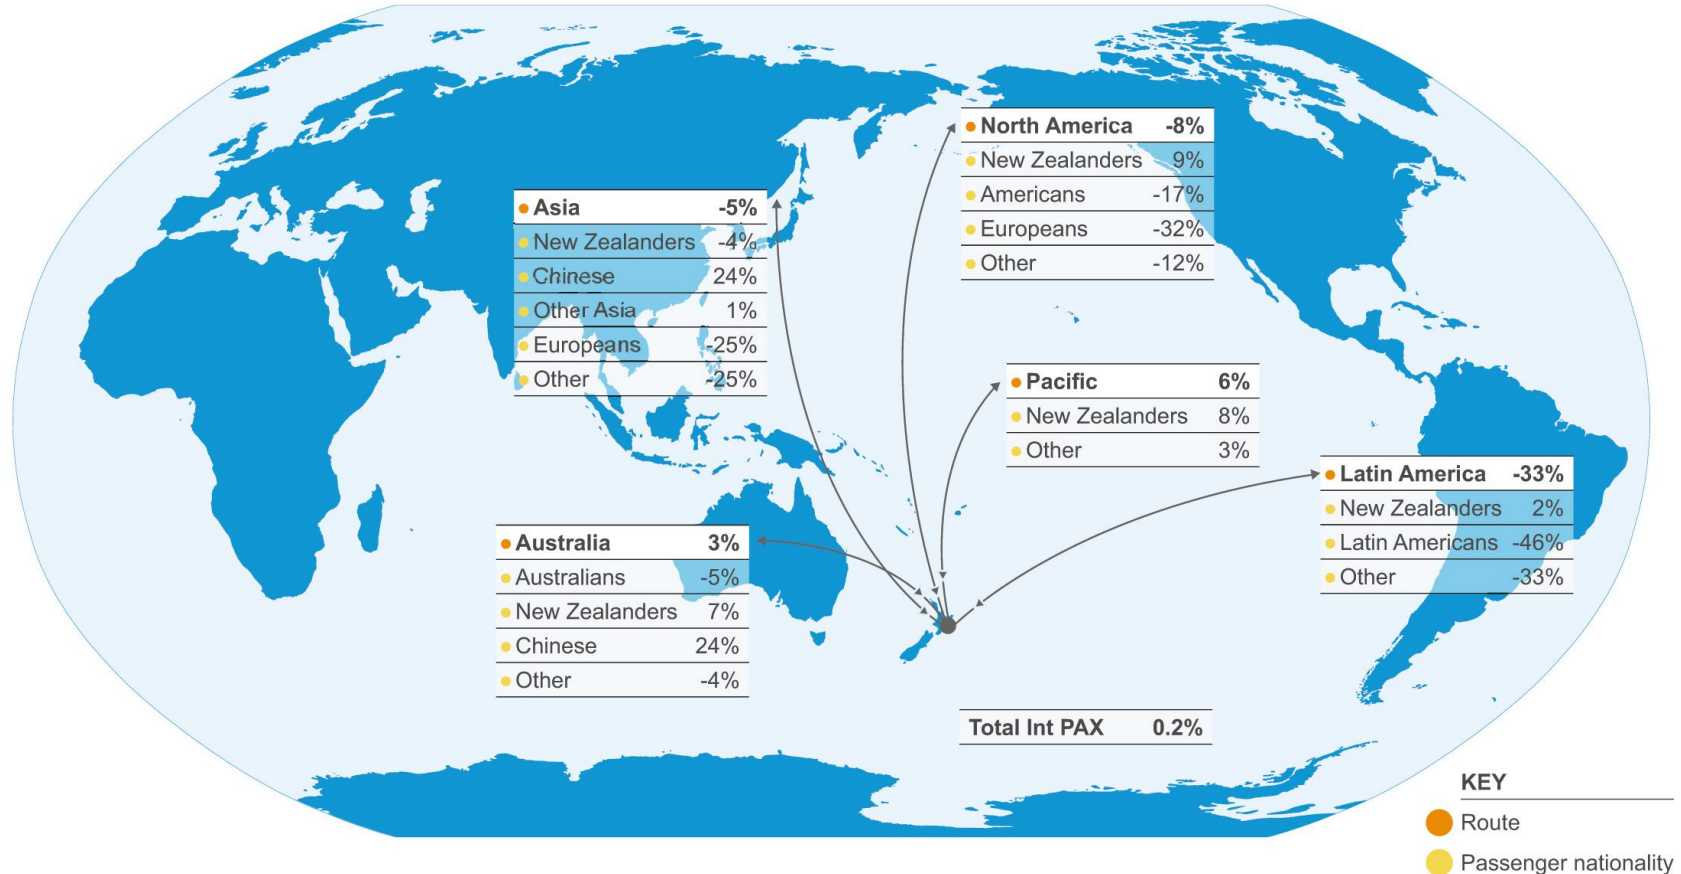 North America -8%
New Zealanders 9%
Americans -17%
Europeans -32%
Other -12%
Asia -5%
New Zealanders -4%
Chinese 24%
Other Asia 1%
Europeans -25%
Other -25%
Pacific 6%
New Zealanders 8%
Other 3%
Latin America -33%
New Zealanders 2%
Latin Americans -46%
Other -33%
Australia 3%
Australians -5%
New Zealanders 7%
Chinese 24%
Other -4%
Total Int PAX 0.2%
KEY
Route
Passenger nationality